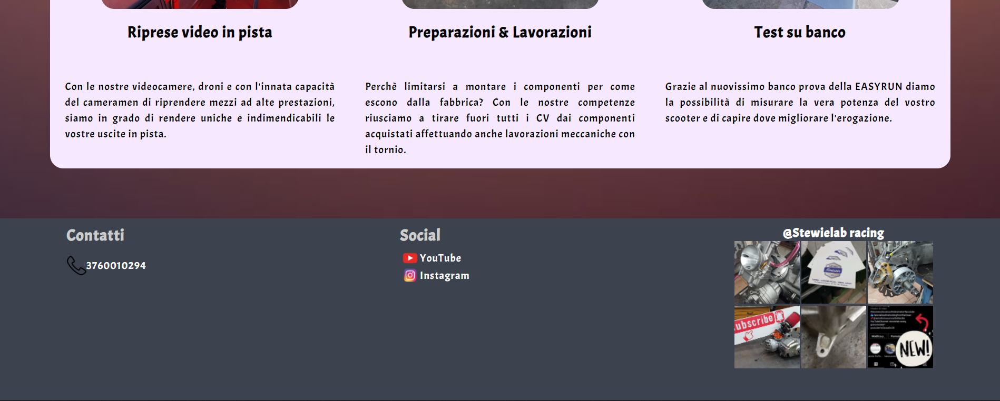 Riprese video in pista
Con le nostre videocamere, droni e con l'innata capacità
del cameramen di riprendere mezzi ad alte prestazioni,
siamo in grado di rendere uniche e indimendicabili le
vostre uscite in pista.
Preparazioni & Lavorazioni
Perchè limitarsi a montare i componenti per come
escono dalla fabbrica? Con le nostre competenze
riusciamo a tirare fuori tutti i CV dai componenti
acquistati affettuando anche lavorazioni meccaniche con
il tornio.
Test su banco
Grazie al nuovissimo banco prova della EASYRUN diamo
la possibilità di misurare la vera potenza del vostro
scooter e di capire dove migliorare l'erogazione.
Contatti
3760010294
Social
YouTube
Instagram
@Stewielab racing
ubscribe
NEW!